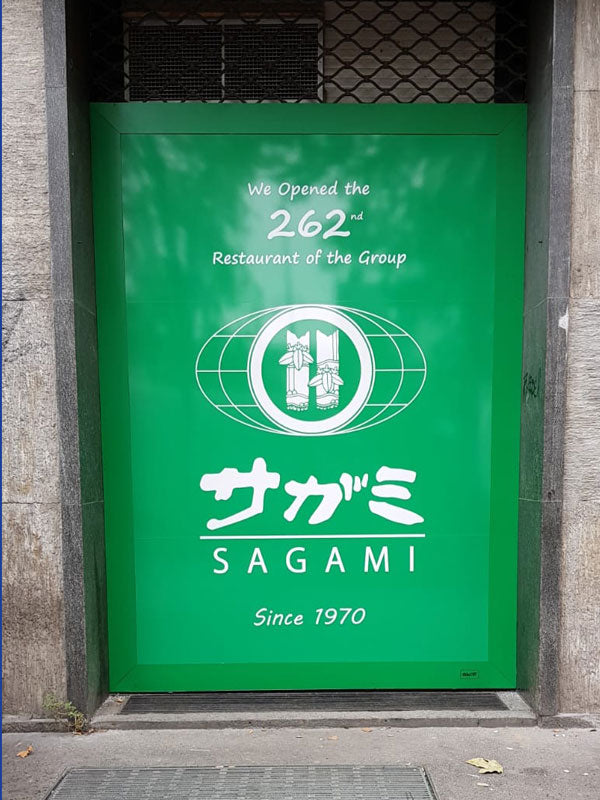 We Opened the
262nd
Restaurant of the Group
サガミ
SAGAMI
Since 1970